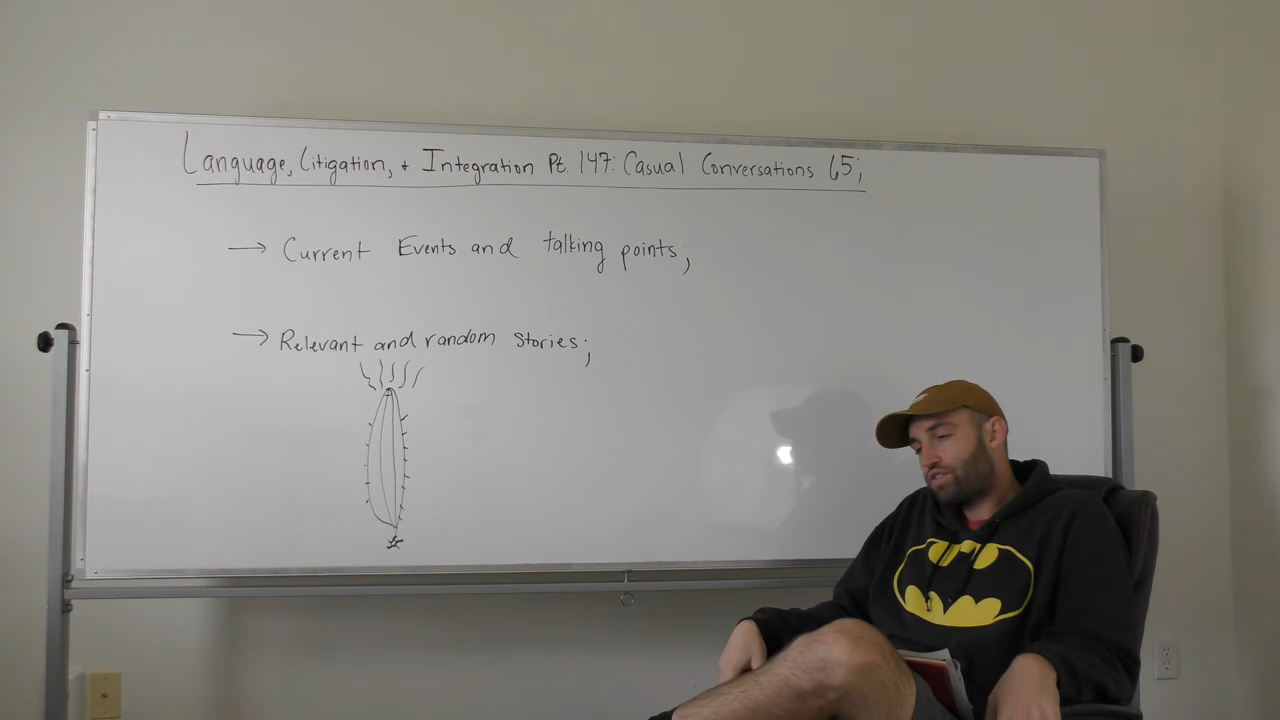 Language, Litigation, + Integration Pt. 147: Casual Conversations 65;
→ Current Events and talking points;
→ Relevant and random stories;